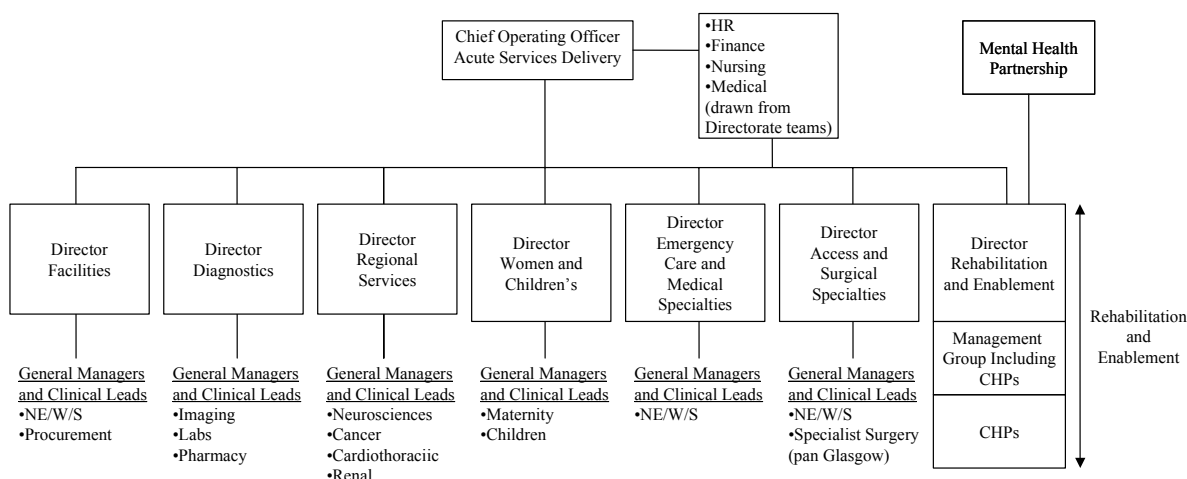 Chief Operating Officer
Acute Services Delivery
•HR
•Finance
•Nursing
•Medical
(drawn from
Directorate teams)
Mental Health
Partnership
Director
Facilities
Director
Diagnostics
Director
Regional
Services
Director
Women and
Children's
Director
Emergency
Care and
Medical
Specialties
Director
Access and
Surgical
Specialties
Director
Rehabilitation
and Enablement
Management
Group Including
CHPs
CHPs
Rehabilitation
and
Enablement
General Managers
and Clinical Leads
•NE/W/S
•Procurement
General Managers
and Clinical Leads
•Imaging
•Labs
•Pharmacy
General Managers
and Clinical Leads
•Neurosciences
•Cancer
•Cardiothoraciic
•Renal
General Managers
and Clinical Leads
•Maternity
•Children
General Managers
and Clinical Leads
•NE/W/S
General Managers
and Clinical Leads
•NE/W/S
•Specialist Surgery
(pan Glasgow)